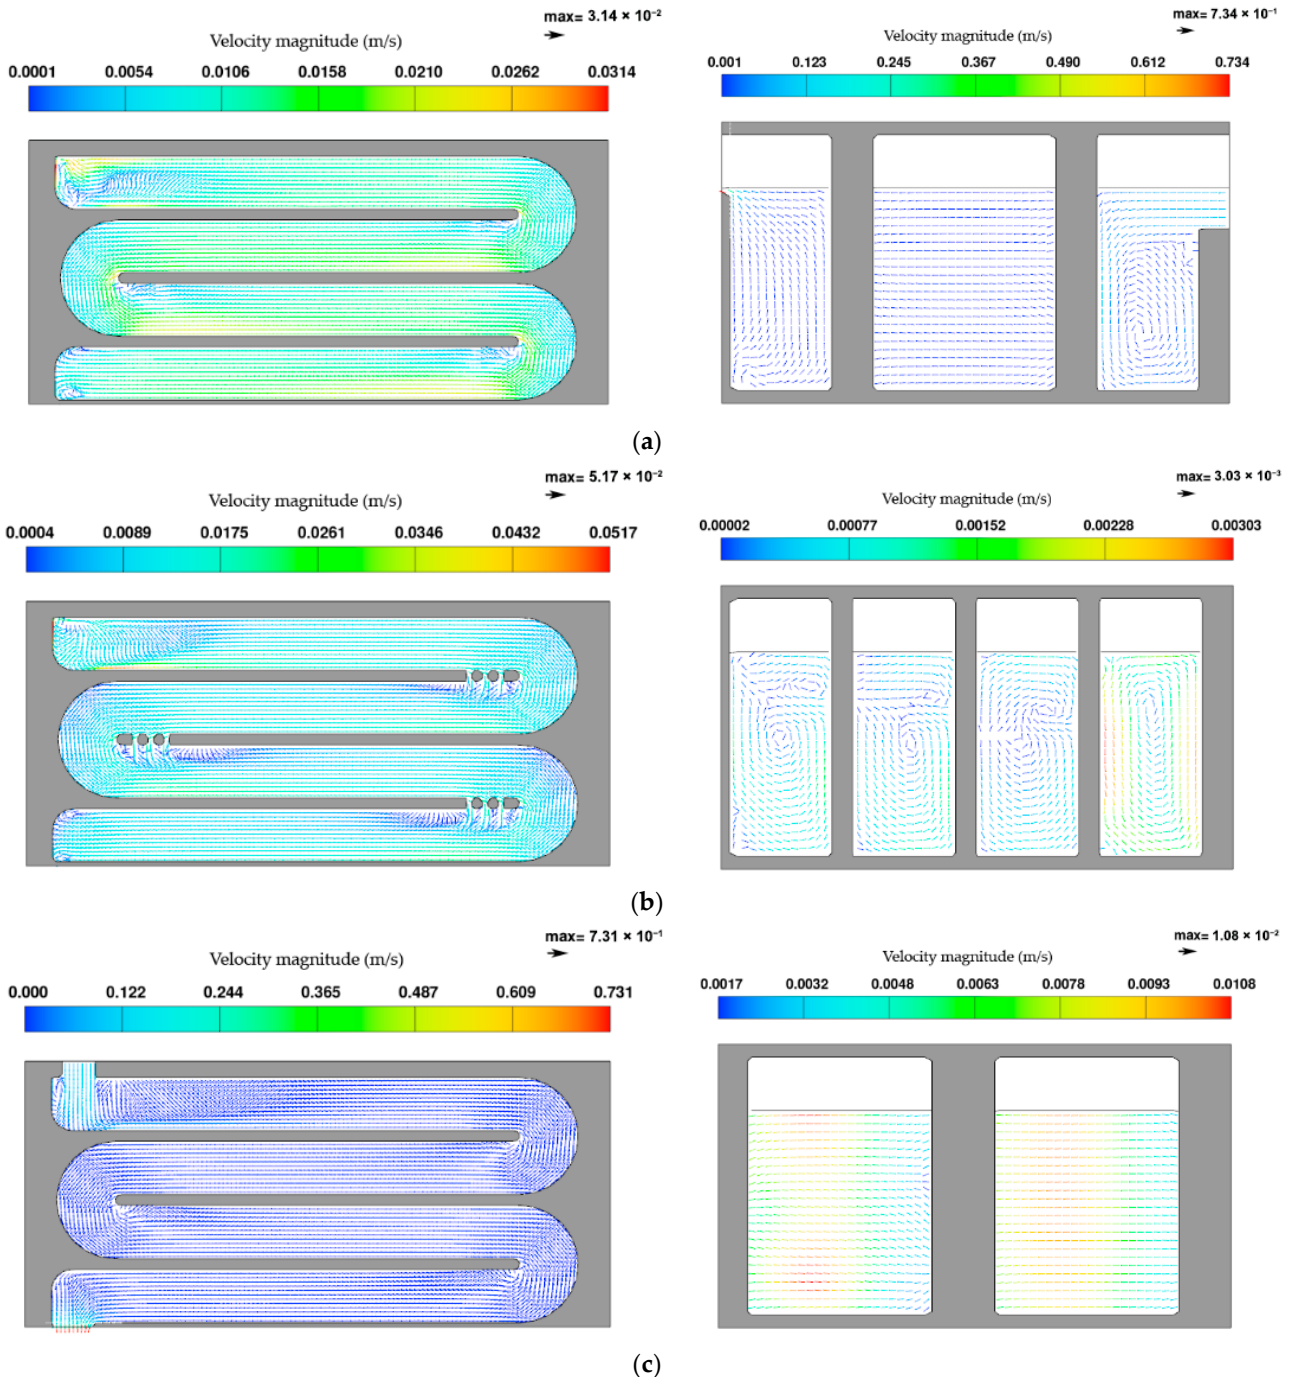 max= 3.14 × 10⁻²
Velocity magnitude (m/s)
0.0001 0.0054 0.0106 0.0158 0.0210 0.0262 0.0314
max= 7.34 × 10⁻¹
Velocity magnitude (m/s)
0.001 0.123 0.245 0.367 0.490 0.612 0.734
(a)
max= 5.17 × 10⁻²
Velocity magnitude (m/s)
0.0004 0.0089 0.0175 0.0261 0.0346 0.0432 0.0517
max= 3.03 × 10⁻³
Velocity magnitude (m/s)
0.00002 0.00077 0.00152 0.00228 0.00303
(b)
max= 7.31 × 10⁻¹
Velocity magnitude (m/s)
0.000 0.122 0.244 0.365 0.487 0.609 0.731
max= 1.08 × 10⁻²
Velocity magnitude (m/s)
0.0017 0.0032 0.0048 0.0063 0.0078 0.0093 0.0108
(c)